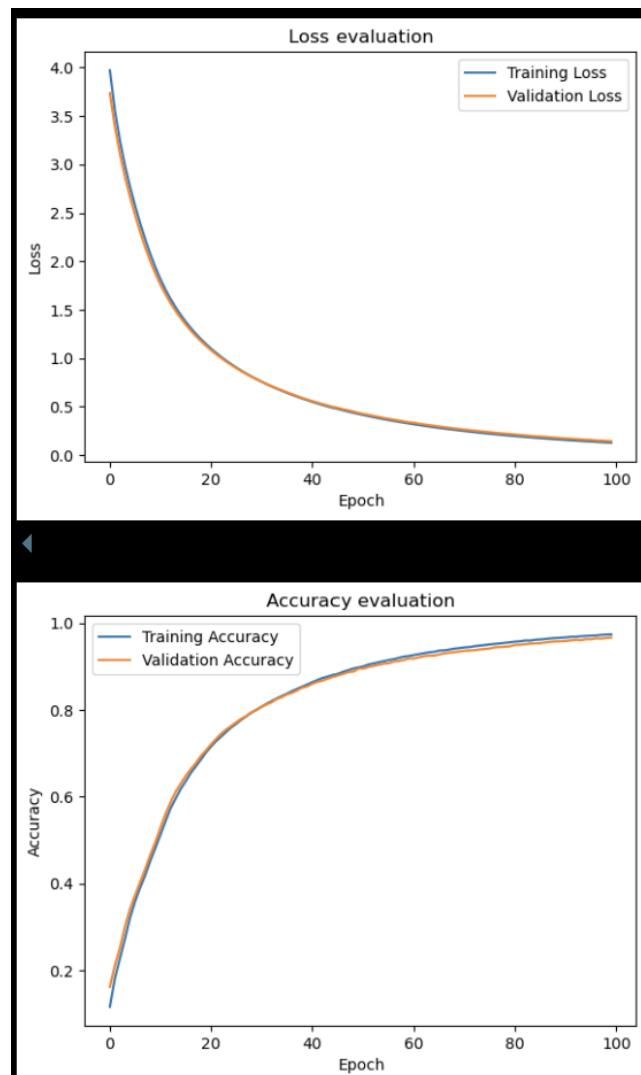 Loss evaluation
4.0
3.5
3.0
2.5
2.0
1.5
1.0
0.5
0.0
Loss
Training Loss
Validation Loss
0 20 40 60 80 100
Epoch
Accuracy evaluation
1.0
0.8
0.6
0.4
0.2
Accuracy
Training Accuracy
Validation Accuracy
0 20 40 60 80 100
Epoch